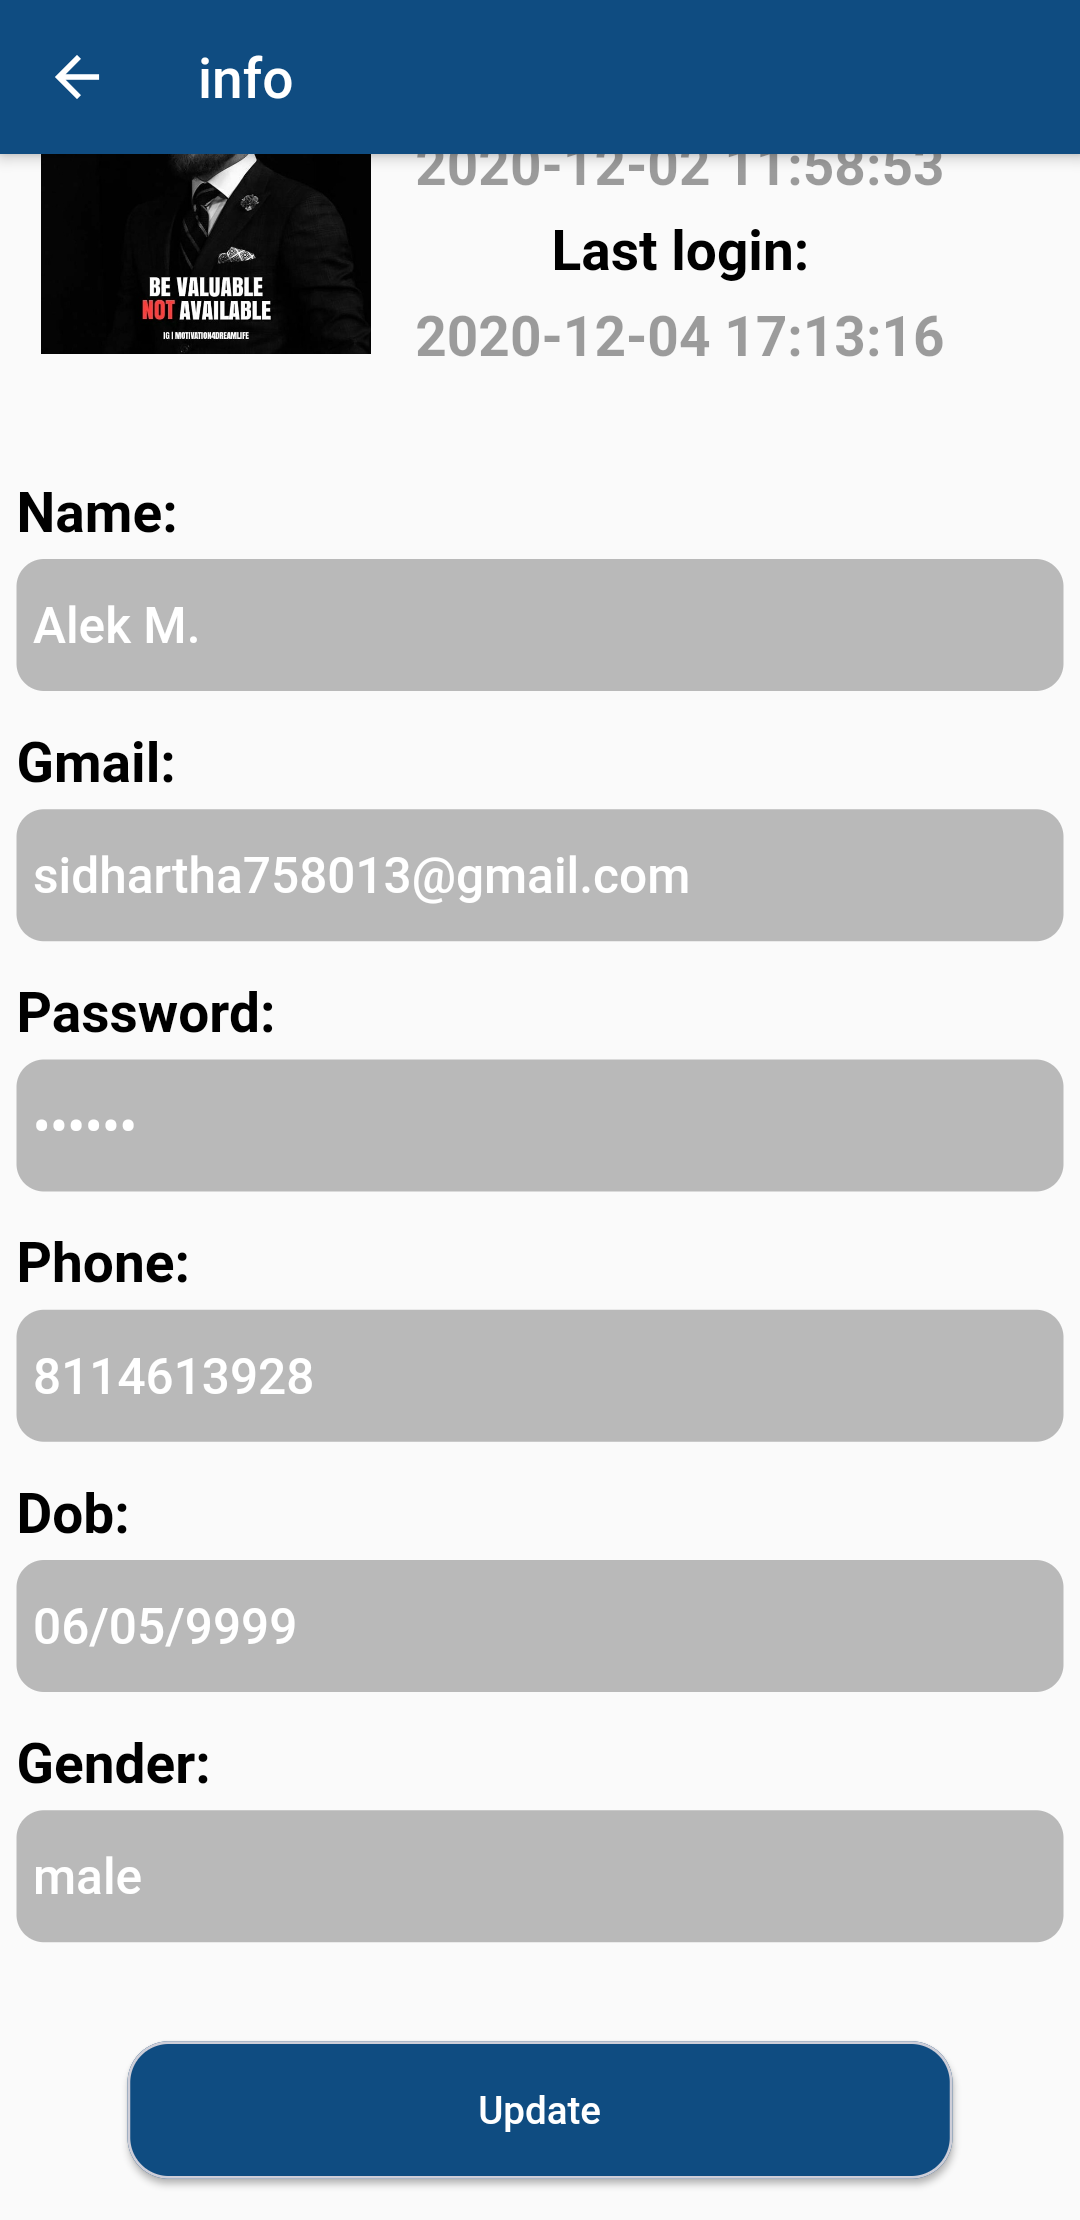 info
2020-12-02 11:58:53
Last login:
2020-12-04 17:13:16
BE VALUABLE
NOT AVAILABLE
IG | MOTIVATION4DREAMLIFE
Name:
Alek M.
Gmail:
sidhartha758013@gmail.com
Password:
••••••
Phone:
8114613928
Dob:
06/05/9999
Gender:
male
Update